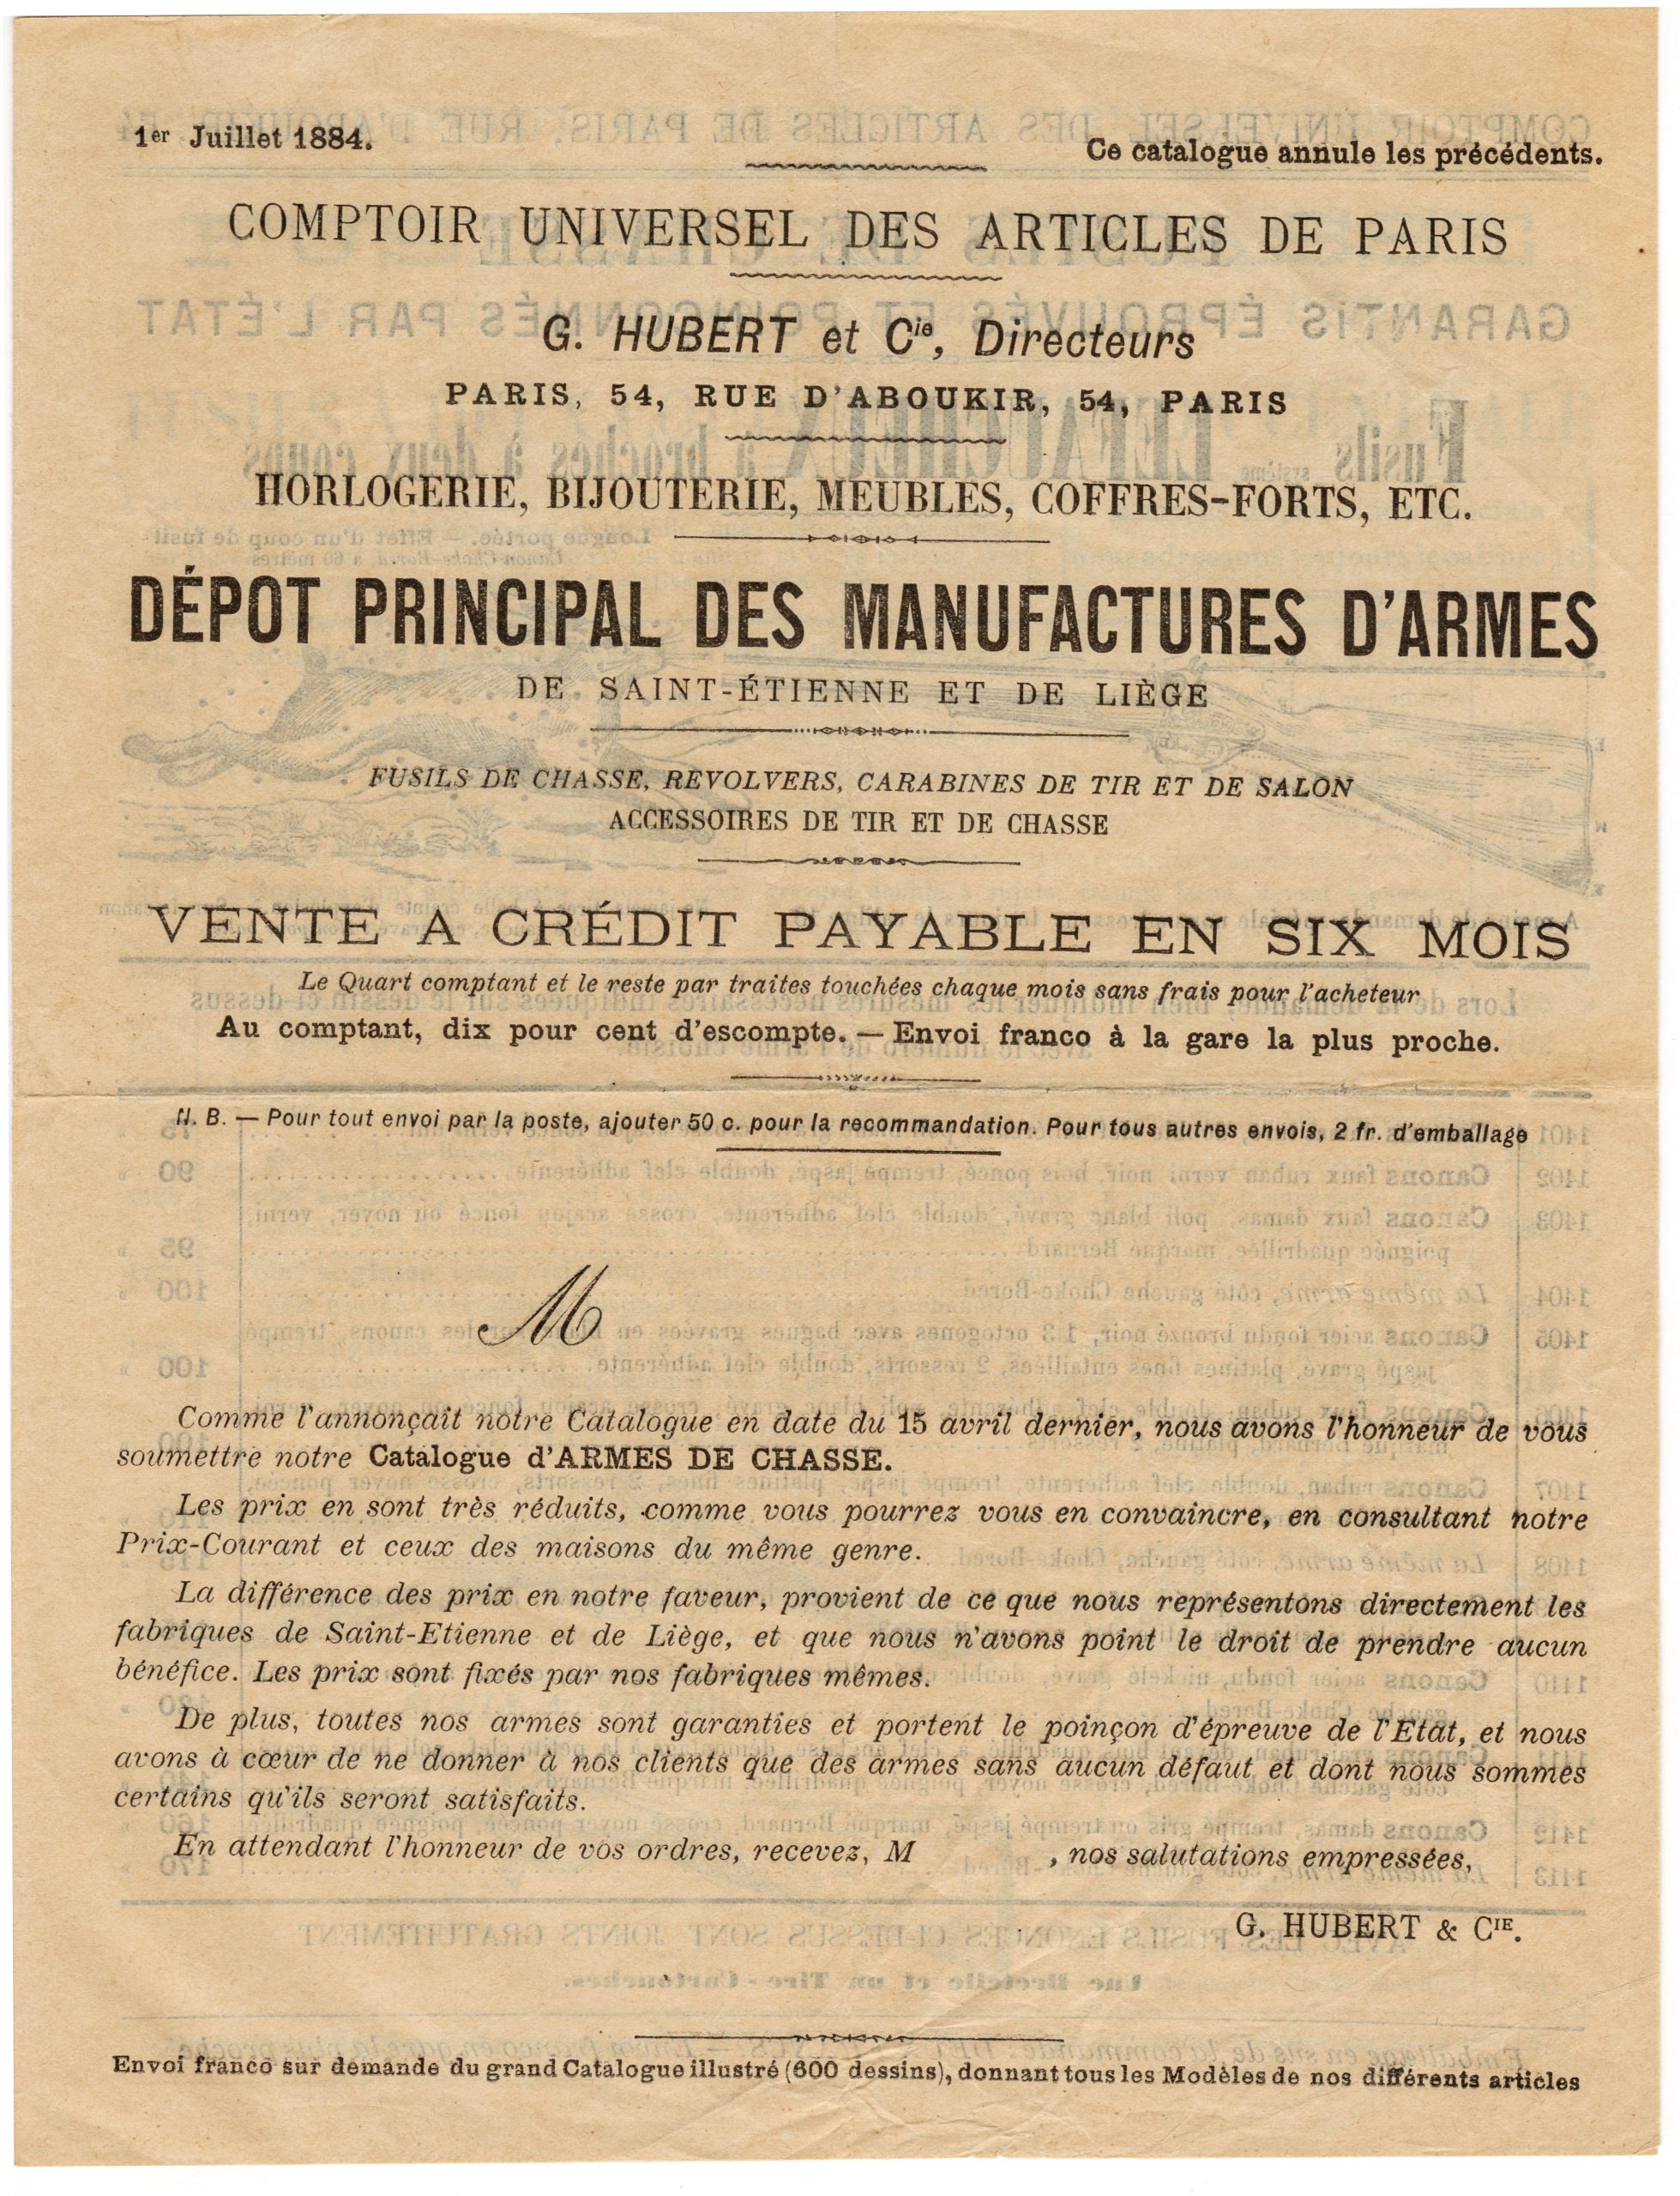 1er Juillet 1884.
Ce catalogue annule les précédents.
COMPTOIR UNIVERSEL DES ARTICLES DE PARIS
G. HUBERT et Cie, Directeurs
PARIS, 54, RUE D'ABOUKIR, 54, PARIS
HORLOGERIE, BIJOUTERIE, MEUBLES, COFFRES-FORTS, ETC.
DÉPOT PRINCIPAL DES MANUFACTURES D'ARMES
DE SAINT-ÉTIENNE ET DE LIÈGE
FUSILS DE CHASSE, REVOLVERS, CARABINES DE TIR ET DE SALON
ACCESSOIRES DE TIR ET DE CHASSE
VENTE A CRÉDIT PAYABLE EN SIX MOIS
Le Quart comptant et le reste par traites touchées chaque mois sans frais pour l'acheteur
Au comptant, dix pour cent d'escompte. — Envoi franco à la gare la plus proche.
N. B. — Pour tout envoi par la poste, ajouter 50 c. pour la recommandation. Pour tous autres envois, 2 fr. d'emballage
M
Comme l'annonçait notre Catalogue en date du 15 avril dernier, nous avons l'honneur de vous
soumettre notre Catalogue d'ARMES DE CHASSE.
Les prix en sont très réduits, comme vous pourrez vous en convaincre, en consultant notre
Prix-Courant et ceux des maisons du même genre.
La différence des prix en notre faveur, provient de ce que nous représentons directement les
fabriques de Saint-Etienne et de Liège, et que nous n'avons point le droit de prendre aucun
bénéfice. Les prix sont fixés par nos fabriques mêmes.
De plus, toutes nos armes sont garanties et portent le poinçon d'épreuve de l'Etat, et nous
avons à cœur de ne donner à nos clients que des armes sans aucun défaut et dont nous sommes
certains qu'ils seront satisfaits.
En attendant l'honneur de vos ordres, recevez, M , nos salutations empressées,
G. HUBERT & CIE.
Envoi franco sur demande du grand Catalogue illustré (600 dessins), donnant tous les Modèles de nos différents articles